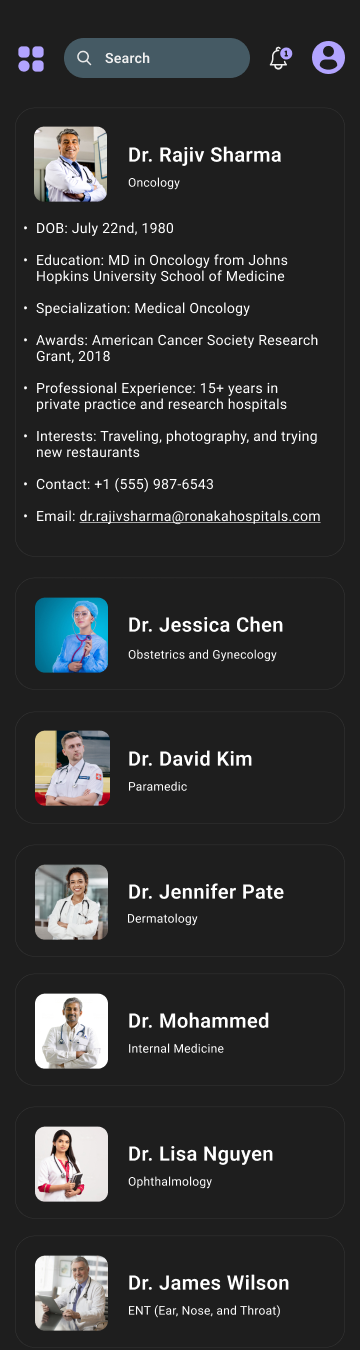 Search
1
Dr. Rajiv Sharma
Oncology
• DOB: July 22nd, 1980
• Education: MD in Oncology from Johns
Hopkins University School of Medicine
• Specialization: Medical Oncology
• Awards: American Cancer Society Research
Grant, 2018
• Professional Experience: 15+ years in
private practice and research hospitals
• Interests: Traveling, photography, and trying
new restaurants
• Contact: +1 (555) 987-6543
• Email: dr.rajivsharma@ronakahospitals.com
Dr. Jessica Chen
Obstetrics and Gynecology
Dr. David Kim
Paramedic
Dr. Jennifer Pate
Dermatology
Dr. Mohammed
Internal Medicine
Dr. Lisa Nguyen
Ophthalmology
Dr. James Wilson
ENT (Ear, Nose, and Throat)